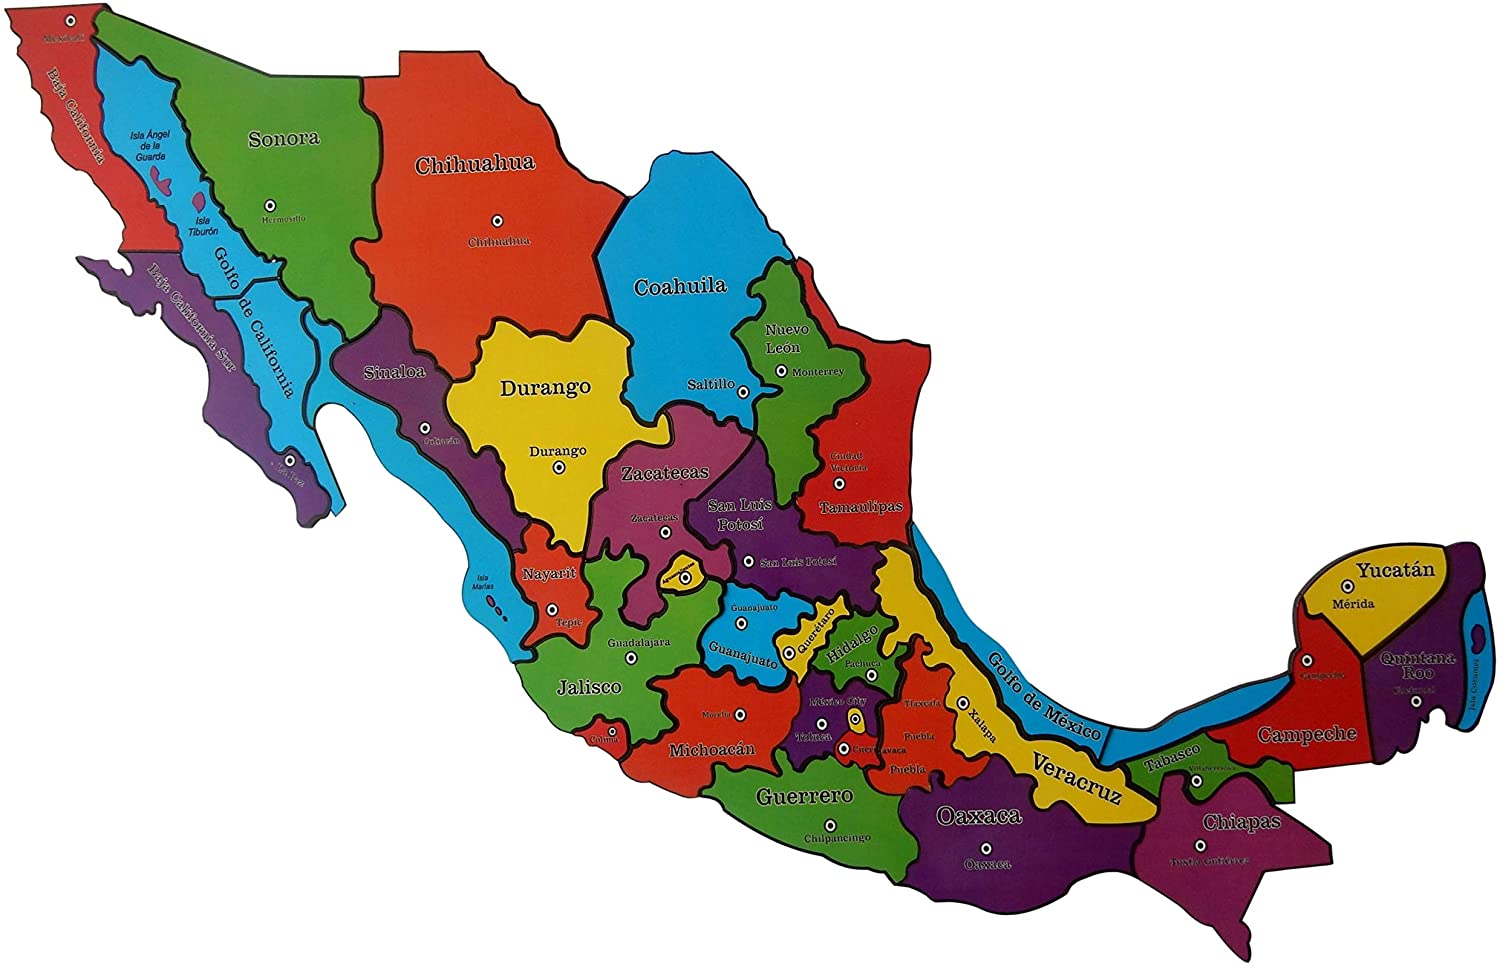 Mexicali
Baja California
Isla Ángel
de la
Guarda
Isla
Tiburón
Sonora
Hermosillo
Chihuahua
Chihuahua
Golfo de California
Baja California Sur
La Paz
Coahuila
Saltillo
Nuevo
León
Monterrey
Sinaloa
Culiacán
Durango
Durango
Zacatecas
Zacatecas
San Luis
Potosí
San Luis Potosí
Ciudad
Victoria
Tamaulipas
Isla
Marías
Nayarit
Tepic
Guadalajara
Jalisco
Guanajuato
Guanajuato
Querétaro
Hidalgo
Pachuca
Colima
Morelia
Michoacán
México City
Toluca
Tlaxcala
Puebla
Puebla
Xalapa
Veracruz
Golfo de México
Guerrero
Chilpancingo
Oaxaca
Oaxaca
Tabasco
Villahermosa
Chiapas
Tuxtla Gutiérrez
Campeche
Campeche
Yucatán
Mérida
Quintana
Roo
Chetumal
Isla Cozumel